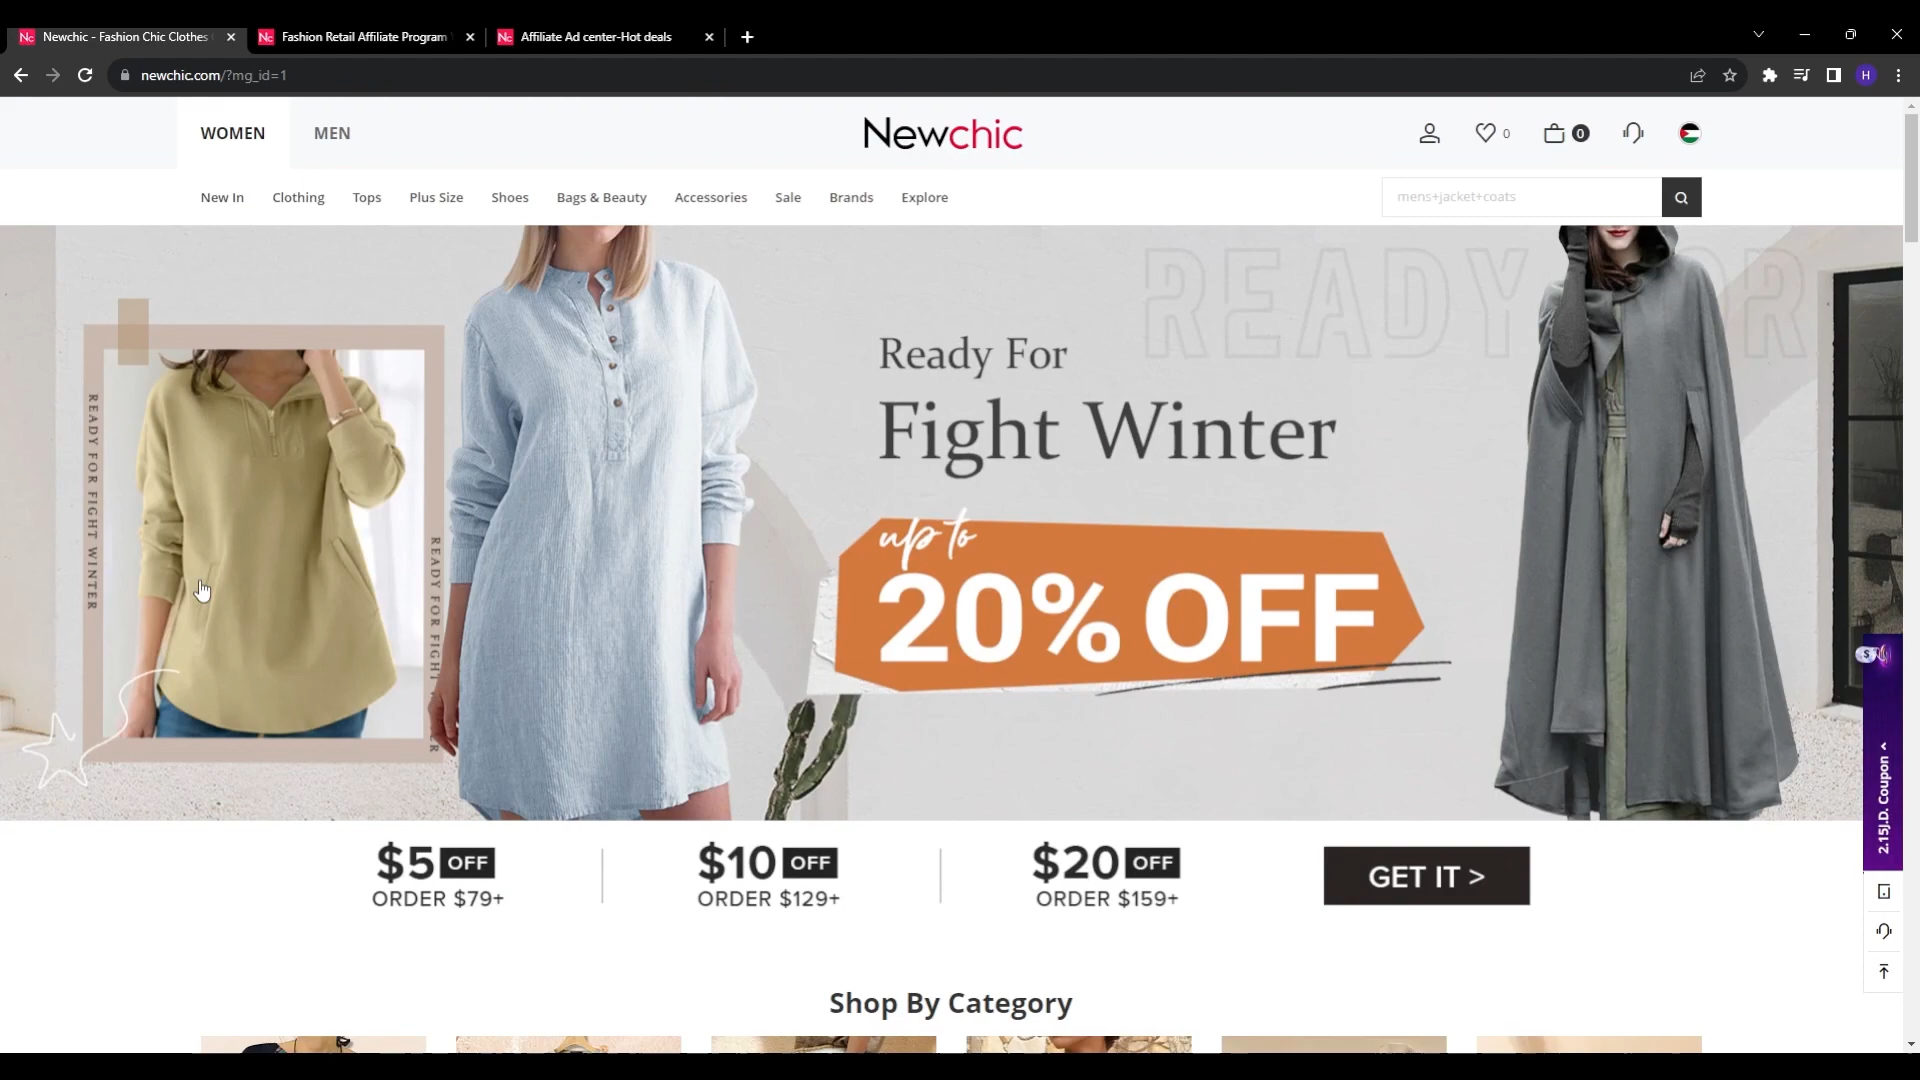 Newchic - Fashion Chic Clothes
Fashion Retail Affiliate Program
Affiliate Ad center-Hot deals
newchic.com/?mg_id=1
H
WOMEN
MEN
Newchic
0
0
New In
Clothing
Tops
Plus Size
Shoes
Bags & Beauty
Accessories
Sale
Brands
Explore
mens+jacket+coats
READY FOR
Ready For
Fight Winter
up to
20% OFF
READY FOR FIGHT WINTER
READY FOR FIGHT WINTER
2.15J.D. Coupon
$5 OFF
ORDER $79+
$10 OFF
ORDER $129+
$20 OFF
ORDER $159+
GET IT >
Shop By Category